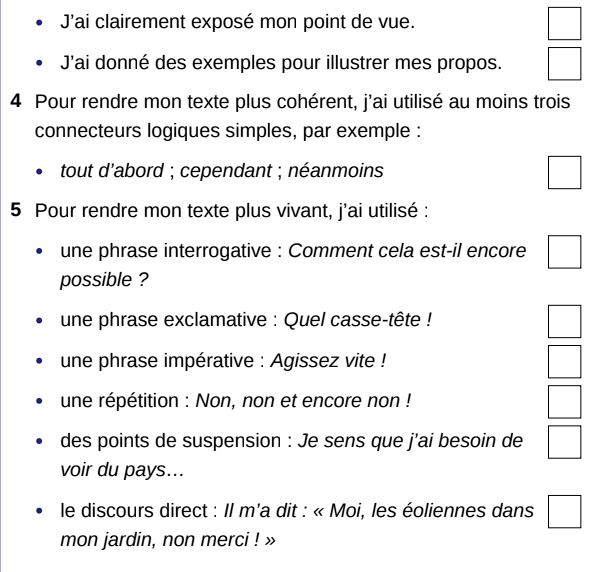 • J’ai clairement exposé mon point de vue.
• J’ai donné des exemples pour illustrer mes propos.
4 Pour rendre mon texte plus cohérent, j’ai utilisé au moins trois
connecteurs logiques simples, par exemple :
• tout d’abord ; cependant ; néanmoins
5 Pour rendre mon texte plus vivant, j’ai utilisé :
• une phrase interrogative : Comment cela est-il encore
possible ?
• une phrase exclamative : Quel casse-tête !
• une phrase impérative : Agissez vite !
• une répétition : Non, non et encore non !
• des points de suspension : Je sens que j’ai besoin de
voir du pays…
• le discours direct : Il m’a dit : « Moi, les éoliennes dans
mon jardin, non merci ! »